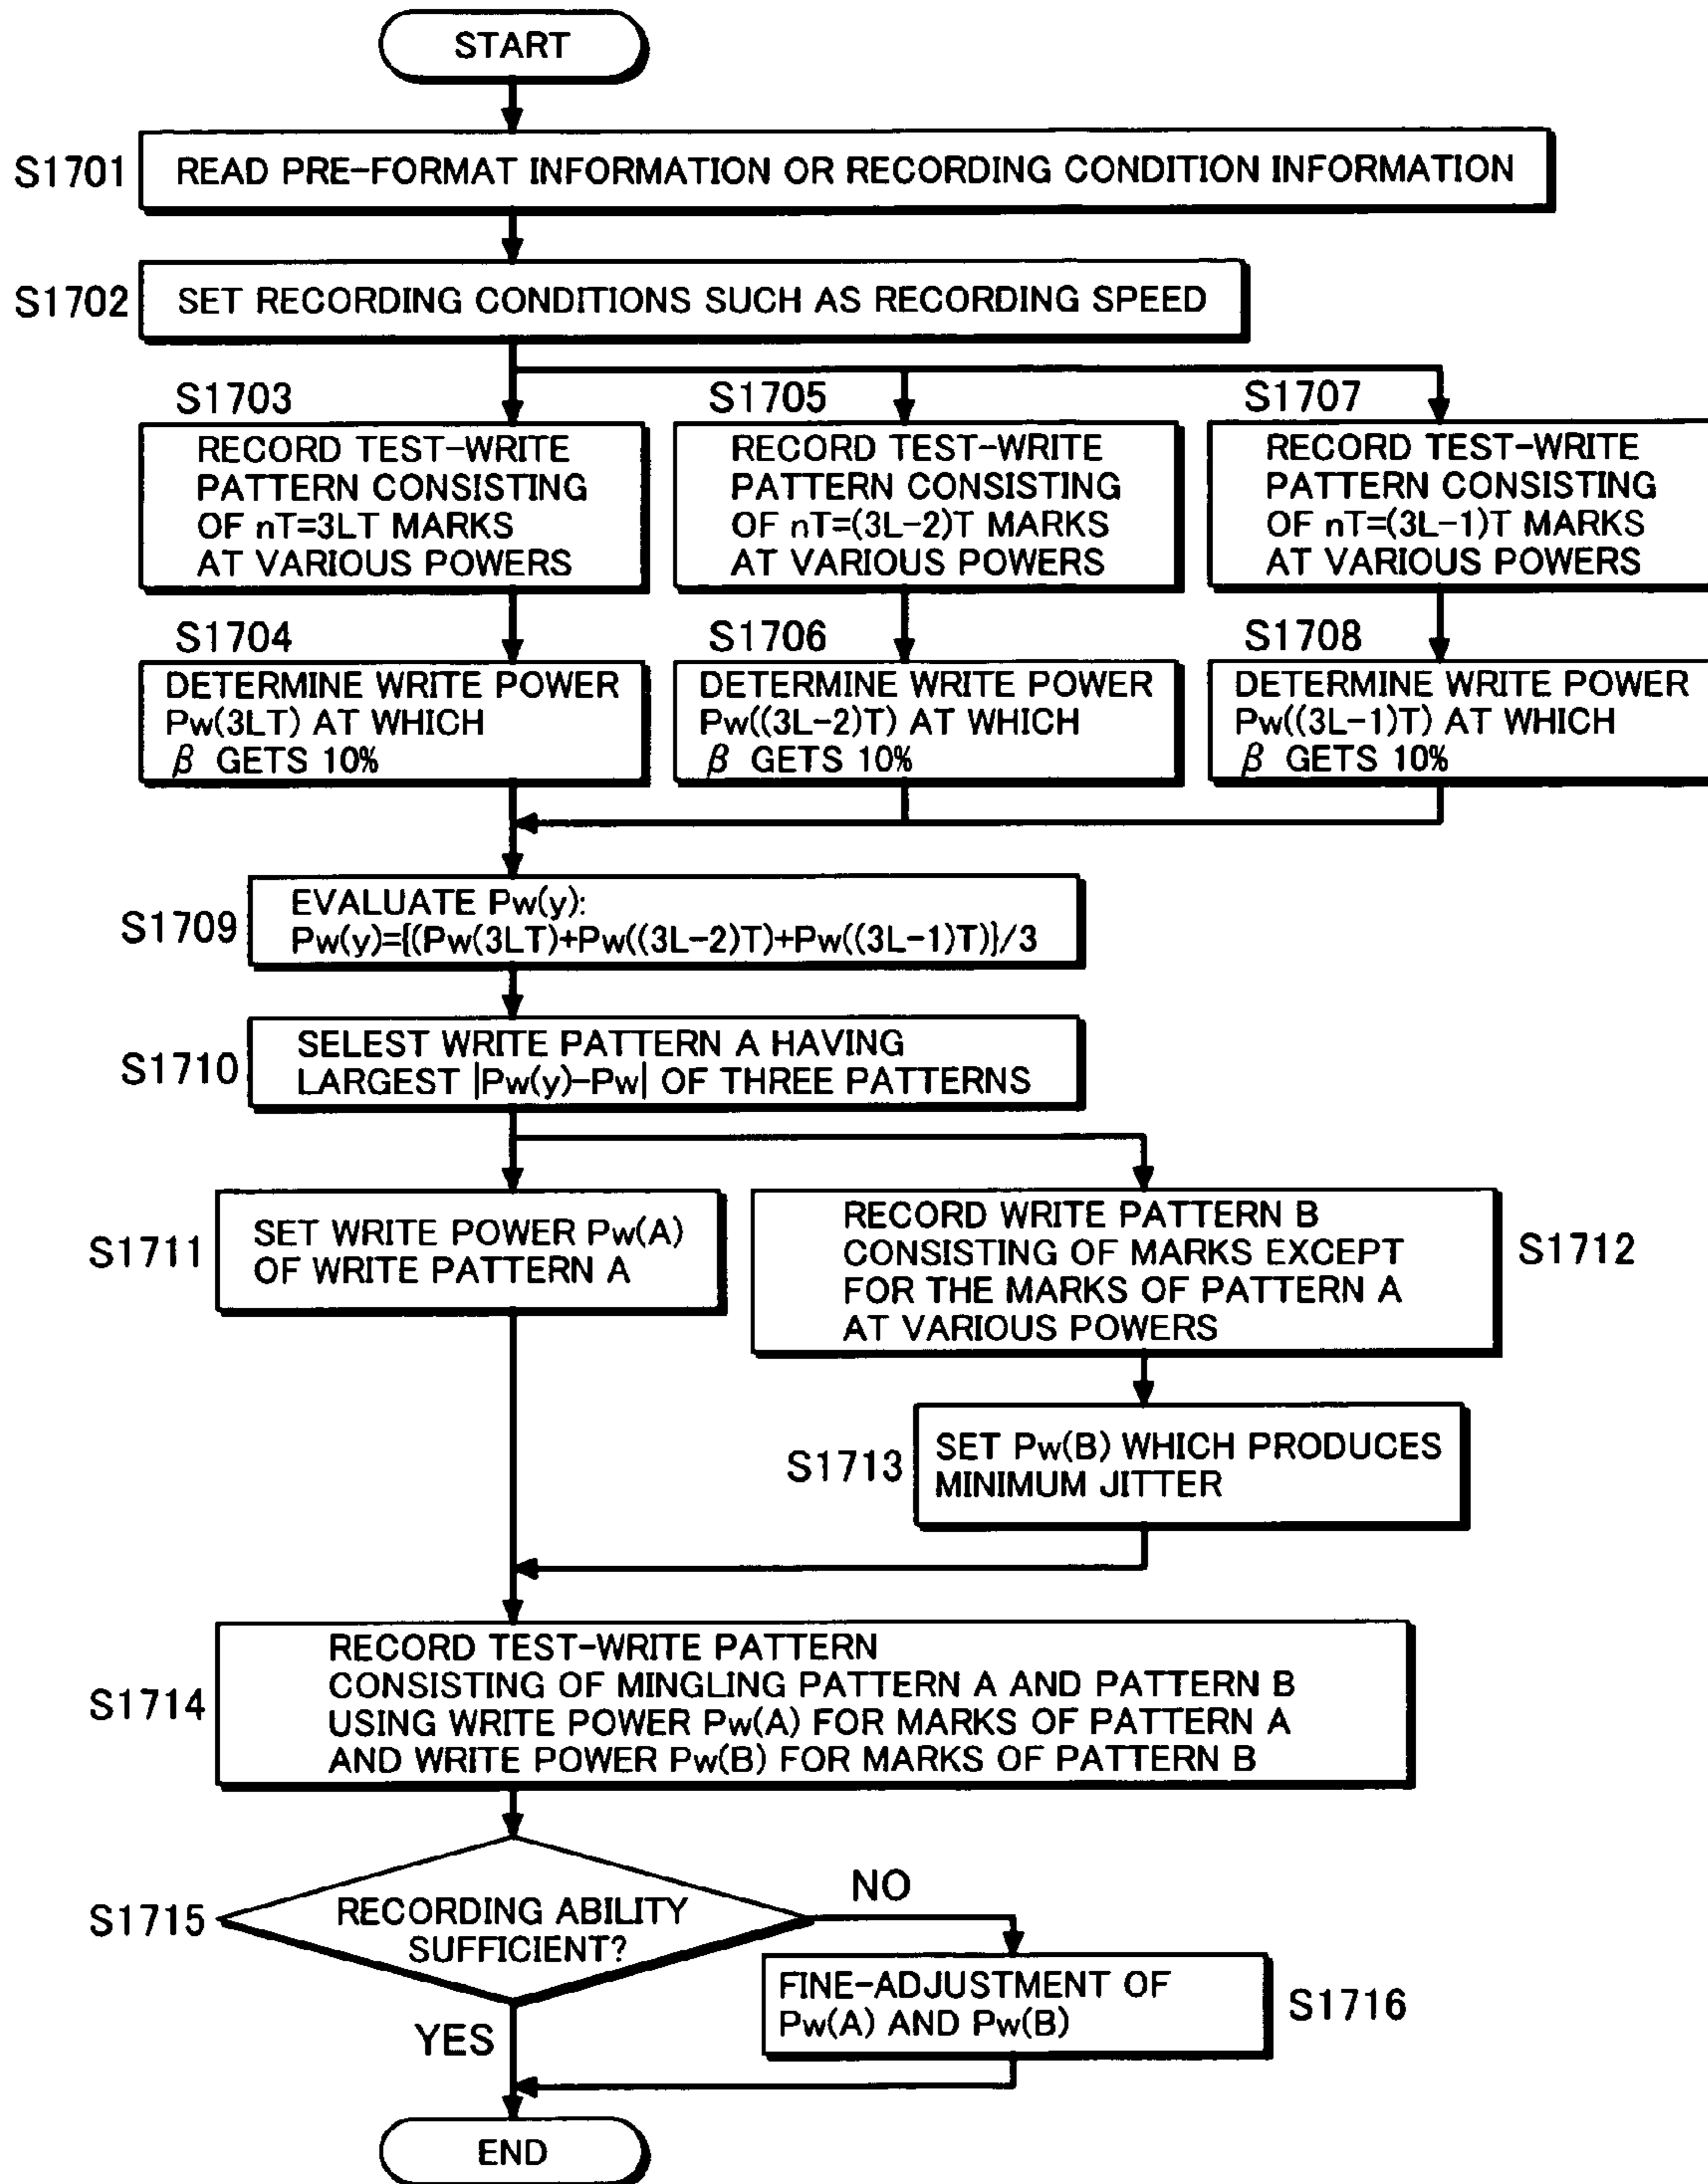 START
S1701
READ PRE-FORMAT INFORMATION OR RECORDING CONDITION INFORMATION
S1702
SET RECORDING CONDITIONS SUCH AS RECORDING SPEED
S1703
RECORD TEST-WRITE
PATTERN CONSISTING
OF nT=3LT MARKS
AT VARIOUS POWERS
S1705
RECORD TEST-WRITE
PATTERN CONSISTING
OF nT=(3L-2)T MARKS
AT VARIOUS POWERS
S1707
RECORD TEST-WRITE
PATTERN CONSISTING
OF nT=(3L-1)T MARKS
AT VARIOUS POWERS
S1704
DETERMINE WRITE POWER
Pw(3LT) AT WHICH
β GETS 10%
S1706
DETERMINE WRITE POWER
Pw((3L-2)T) AT WHICH
β GETS 10%
S1708
DETERMINE WRITE POWER
Pw((3L-1)T) AT WHICH
β GETS 10%
S1709
EVALUATE Pw(y):
Pw(y)={(Pw(3LT)+Pw((3L-2)T)+Pw((3L-1)T)}/3
S1710
SELEST WRITE PATTERN A HAVING
LARGEST |Pw(y)-Pw| OF THREE PATTERNS
S1711
SET WRITE POWER Pw(A)
OF WRITE PATTERN A
RECORD WRITE PATTERN B
CONSISTING OF MARKS EXCEPT
FOR THE MARKS OF PATTERN A
AT VARIOUS POWERS
S1712
S1713
SET Pw(B) WHICH PRODUCES
MINIMUM JITTER
S1714
RECORD TEST-WRITE PATTERN
CONSISTING OF MINGLING PATTERN A AND PATTERN B
USING WRITE POWER Pw(A) FOR MARKS OF PATTERN A
AND WRITE POWER Pw(B) FOR MARKS OF PATTERN B
S1715
RECORDING ABILITY
SUFFICIENT?
NO
FINE-ADJUSTMENT OF
Pw(A) AND Pw(B)
S1716
YES
END